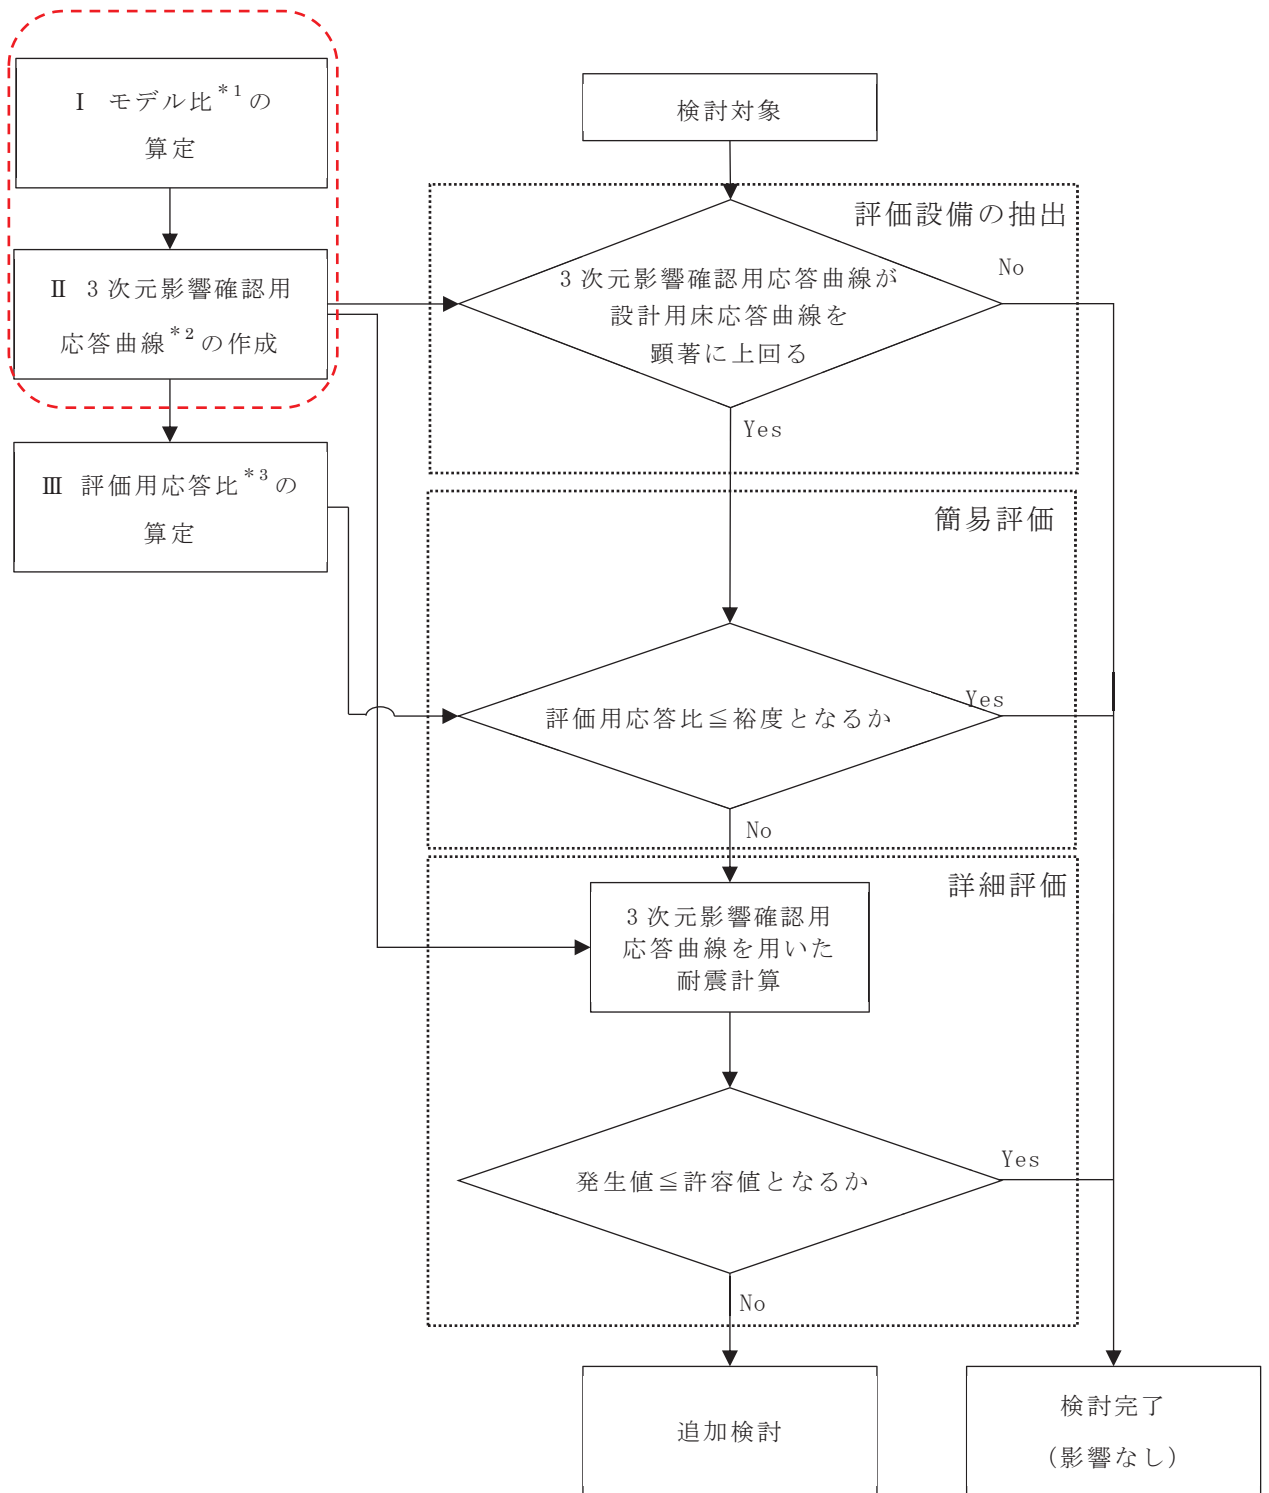 Ⅰ モデル比*1の
算定
Ⅱ 3次元影響確認用
応答曲線*2の作成
Ⅲ 評価用応答比*3の
算定
検討対象
評価設備の抽出
3次元影響確認用応答曲線が
設計用床応答曲線を
顕著に上回る
No
Yes
簡易評価
評価用応答比≦裕度となるか
Yes
No
詳細評価
3次元影響確認用
応答曲線を用いた
耐震計算
発生値≦許容値となるか
Yes
No
追加検討
検討完了
(影響なし)